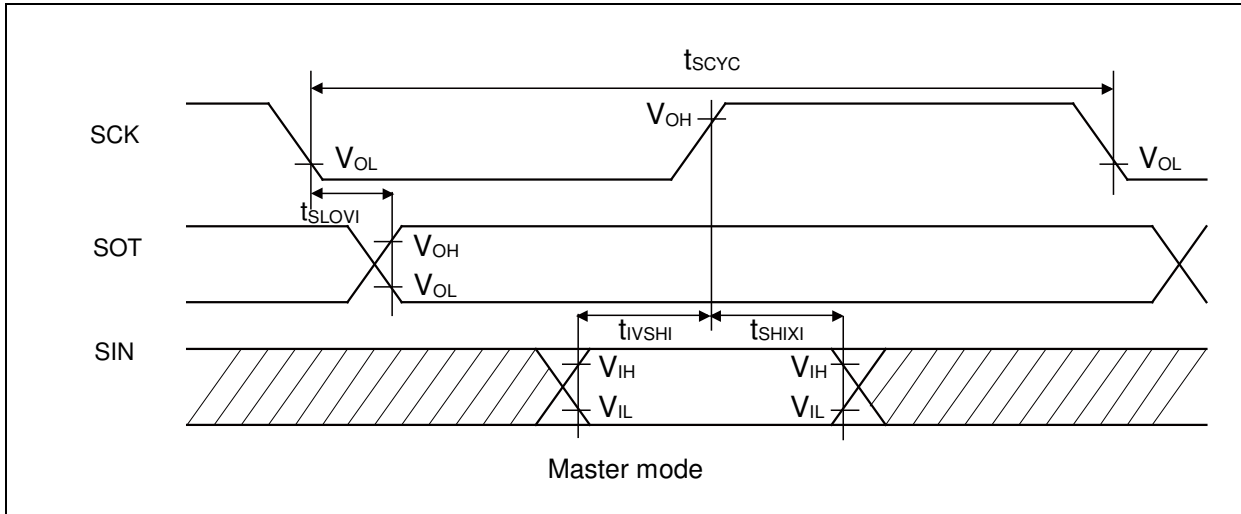 tSCYC
SCK
VOH
VOL
VOL
tSLOVI
SOT
VOH
VOL
tIVSHI
tSHIXI
SIN
VIH
VIH
VIL
VIL
Master mode